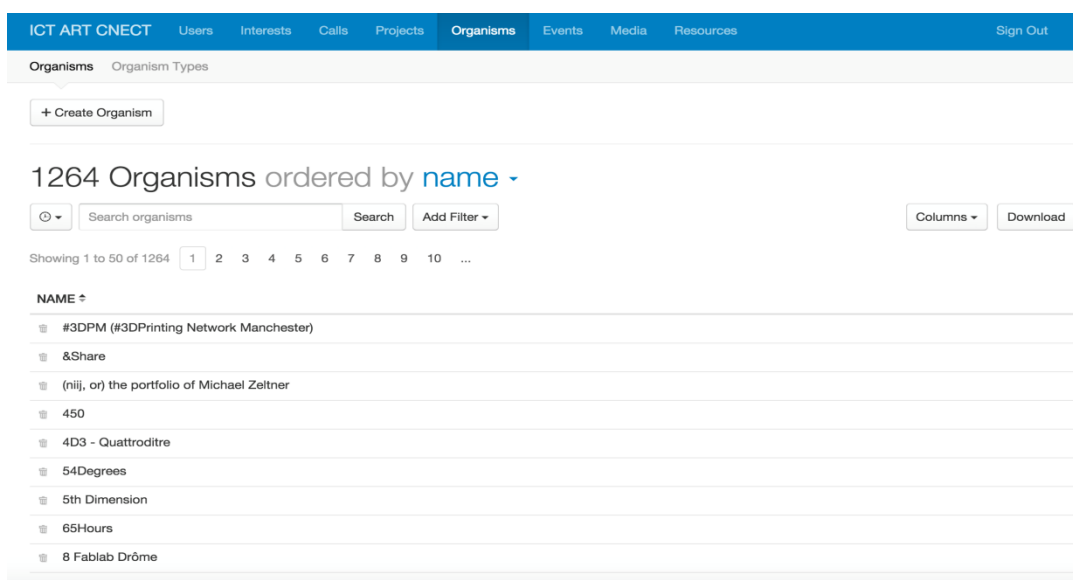 ICT ART CNECT Users Interests Calls Projects Organisms Events Media Resources Sign Out
Organisms Organism Types
+ Create Organism
1264 Organisms ordered by name
Search organisms Search Add Filter Columns Download
Showing 1 to 50 of 1264 1 2 3 4 5 6 7 8 9 10 ...
NAME
#3DPM (#3DPrinting Network Manchester)
&Share
(niij, or) the portfolio of Michael Zeltner
450
4D3 - Quattroditre
54Degrees
5th Dimension
65Hours
8 Fablab Drôme